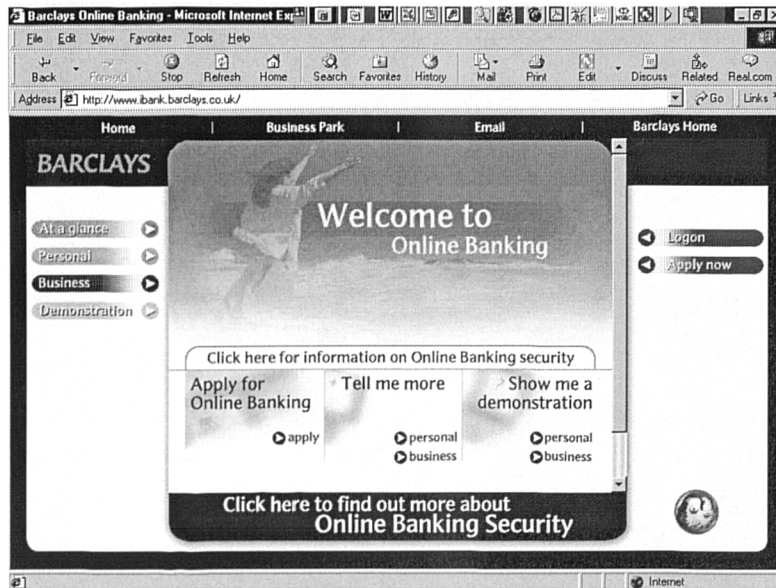 Barclays Online Banking - Microsoft Internet Exp
File Edit View Favorites Tools Help
Back Forward Stop Refresh Home Search Favorites History Mail Print Edit Discuss Related Real.com
Address http://www.ibank.barclays.co.uk/ Go Links
Home | Business Park | Email | Barclays Home
BARCLAYS
Welcome to
Online Banking
At a glance
Personal
Business
Demonstration
Logon
Apply now
Click here for information on Online Banking security
Apply for
Online Banking
apply
Tell me more
personal
business
Show me a
demonstration
personal
business
Click here to find out more about
Online Banking Security
Internet